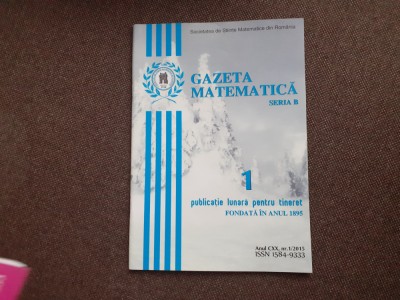 Societatea de Științe Matematice din România
GAZETA
MATEMATICĂ
SERIA B
1
publicație lunară pentru tineret
FONDATĂ ÎN ANUL 1895
Anul CXX, nr.1/2015
ISSN 1584-9333